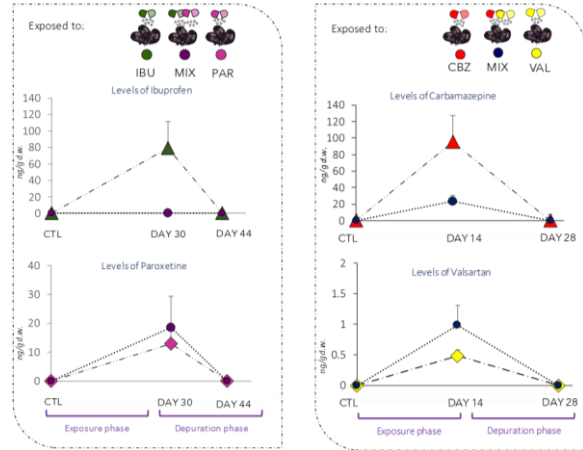 Exposed to:
IBU MIX PAR
Levels of Ibuprofen
ng/g d.w.
140
120
100
80
60
40
20
0
CTL DAY 30 DAY 44
Levels of Paroxetine
ng/g d.w.
40
30
20
10
0
CTL DAY 30 DAY 44
Exposure phase Depuration phase
Exposed to:
CBZ MIX VAL
Levels of Carbamazepine
ng/g d.w.
140
120
100
80
60
40
20
0
CTL DAY 14 DAY 28
Levels of Valsartan
ng/g d.w.
2
1.5
1
0.5
0
CTL DAY 14 DAY 28
Exposure phase Depuration phase